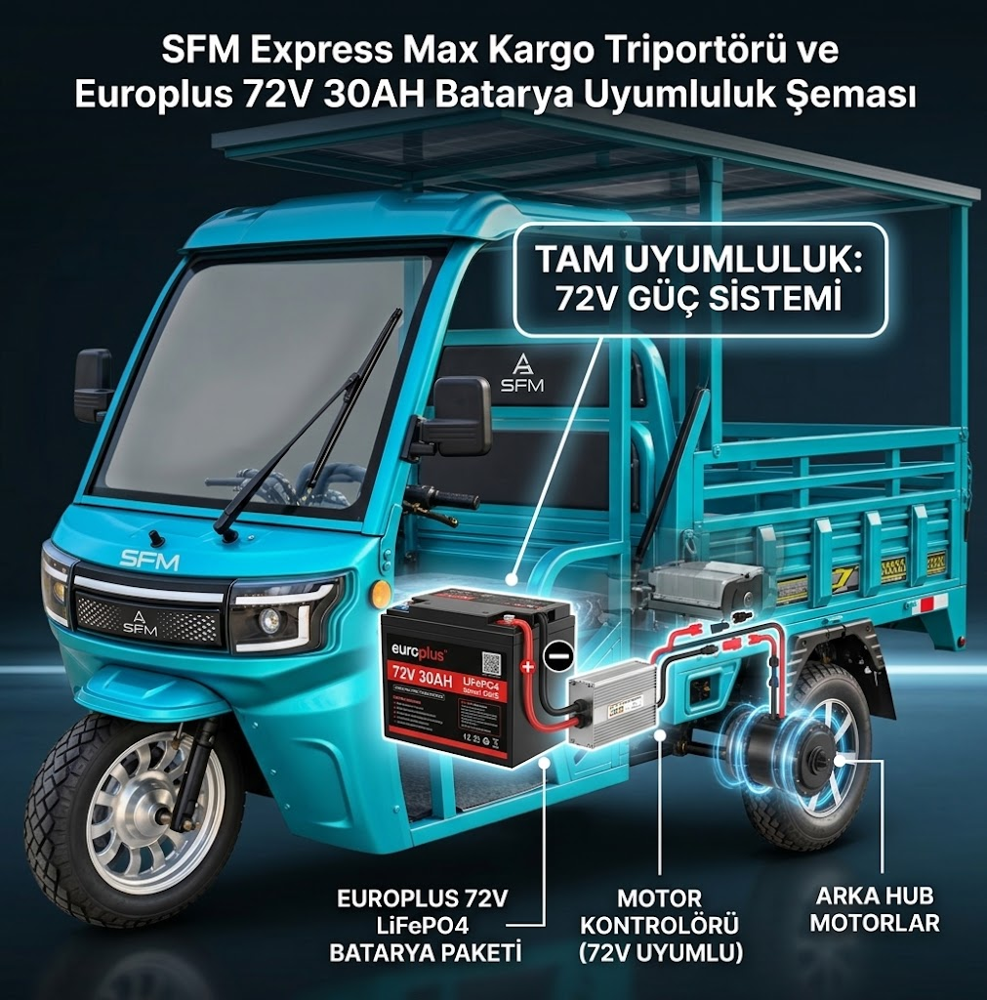 SFM Express Max Kargo Triportörü ve
Europlus 72V 30AH Batarya Uyumluluk Şeması
TAM UYUMLULUK:
72V GÜÇ SİSTEMİ
SFM
SFM
SFM
europlus
72V 30AH
LiFePC4
EUROPLUS 72V
LiFePO4
BATARYA PAKETİ
MOTOR
KONTROLÖRÜ
(72V UYUMLU)
ARKA HUB
MOTORLAR